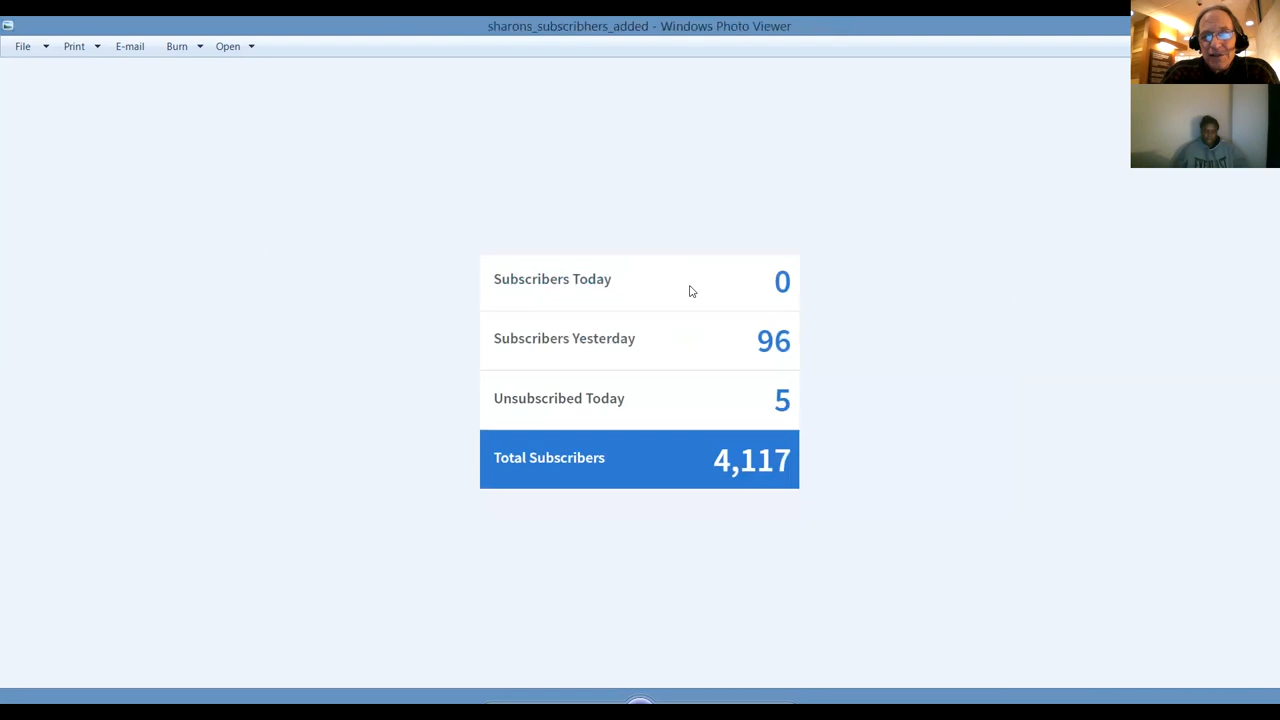 sharons_subscribhers_added - Windows Photo Viewer
File Print E-mail Burn Open
Subscribers Today 0
Subscribers Yesterday 96
Unsubscribed Today 5
Total Subscribers 4,117
EVERLAST